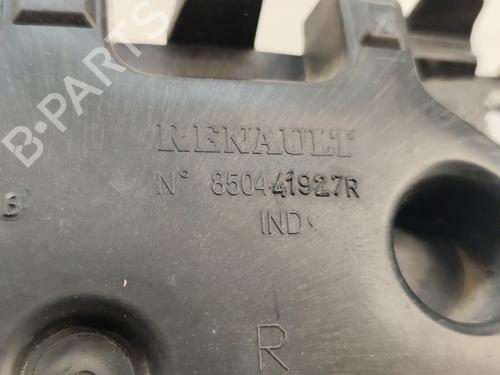 B-PARTS
RENAULT
N° 850441927R
IND
B
R